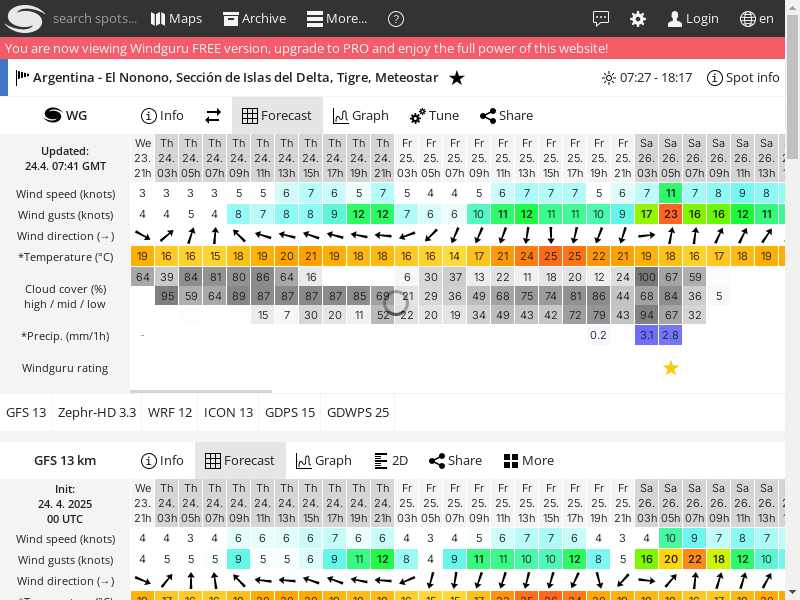 search spots... Maps Archive More... ? Login en
You are now viewing Windguru FREE version, upgrade to PRO and enjoy the full power of this website!
Argentina - El Nonono, Sección de Islas del Delta, Tigre, Meteostar ★ 07:27 - 18:17 Spot info
WG Info Forecast Graph Tune Share
Updated:
24.4. 07:41 GMT
We Th Th Th Th Th Th Th Th Th Th Fr Fr Fr Fr Fr Fr Fr Fr Fr Fr Sa Sa Sa Sa Sa Sa
23. 24. 24. 24. 24. 24. 24. 24. 24. 24. 24. 25. 25. 25. 25. 25. 25. 25. 25. 25. 25. 26. 26. 26. 26. 26. 26.
21h 03h 05h 07h 09h 11h 13h 15h 17h 19h 21h 03h 05h 07h 09h 11h 13h 15h 17h 19h 21h 03h 05h 07h 09h 11h 13h
Wind speed (knots) 3 3 3 3 5 5 6 7 6 5 7 5 4 4 5 6 7 7 7 5 6 7 11 7 8 9 8
Wind gusts (knots) 4 4 5 4 8 7 8 8 9 12 12 7 6 6 10 11 12 11 11 10 9 17 23 16 16 12 11
Wind direction (→)
*Temperature (°C) 19 16 16 15 18 19 20 21 19 18 18 16 16 14 17 21 24 25 25 22 21 19 18 16 17 18 19
Cloud cover (%)
high / mid / low
64 39 84 81 80 86 64 16 6 30 37 13 22 11 18 20 12 24 100 67 59
95 59 64 89 87 87 87 87 85 69 21 29 36 49 68 75 74 81 86 44 68 84 36 5
15 7 30 20 11 52 22 20 19 34 49 43 42 72 79 43 94 67 32
*Precip. (mm/1h) - 0.2 3.1 2.8
Windguru rating ★
GFS 13 Zephr-HD 3.3 WRF 12 ICON 13 GDPS 15 GDWPS 25
GFS 13 km Info Forecast Graph 2D Share More
Init:
24. 4. 2025
00 UTC
We Th Th Th Th Th Th Th Th Th Th Fr Fr Fr Fr Fr Fr Fr Fr Fr Fr Sa Sa Sa Sa Sa Sa
23. 24. 24. 24. 24. 24. 24. 24. 24. 24. 24. 25. 25. 25. 25. 25. 25. 25. 25. 25. 25. 26. 26. 26. 26. 26. 26.
21h 03h 05h 07h 09h 11h 13h 15h 17h 19h 21h 03h 05h 07h 09h 11h 13h 15h 17h 19h 21h 03h 05h 07h 09h 11h 13h
Wind speed (knots) 4 4 3 4 6 6 6 6 7 6 6 4 3 4 5 6 7 7 6 4 3 4 10 9 7 8 7
Wind gusts (knots) 4 5 5 5 9 5 5 6 9 11 12 8 4 9 11 11 10 10 12 8 5 16 20 22 18 12 10
Wind direction (→)